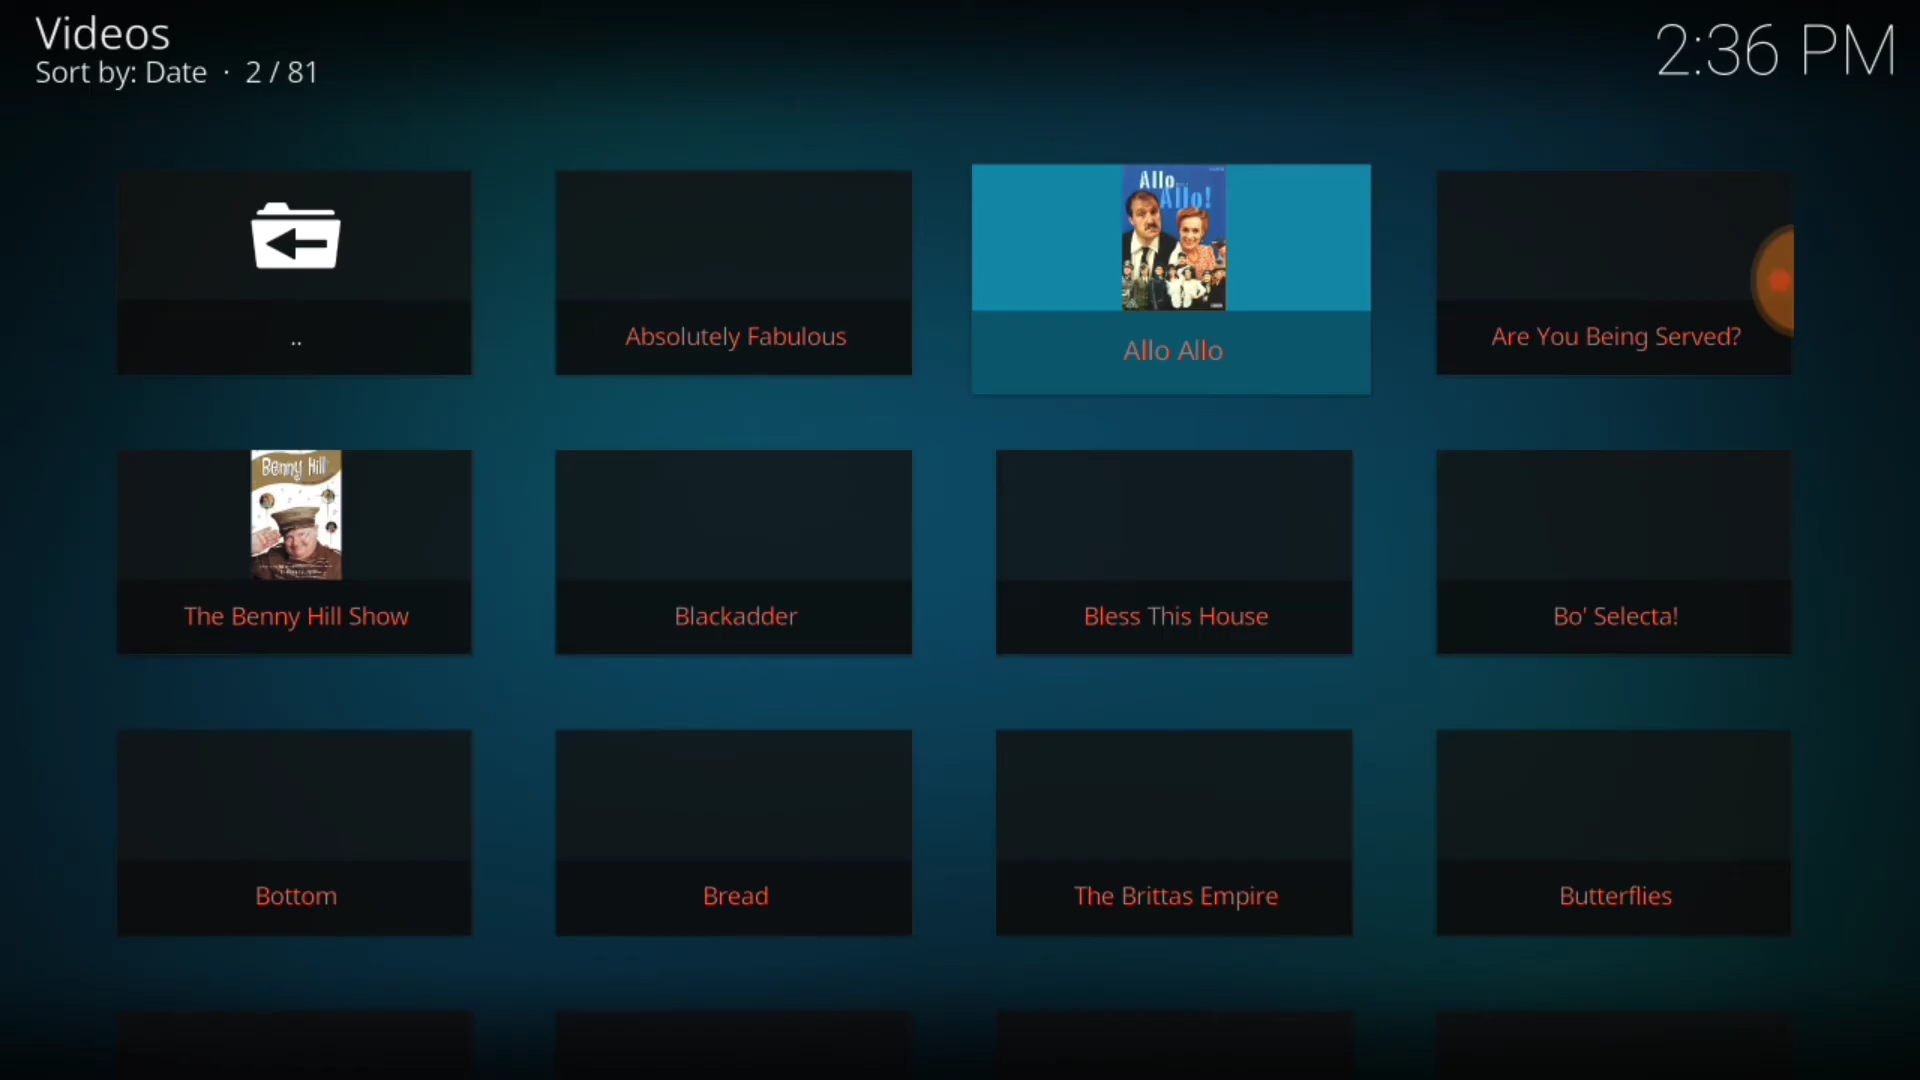 Videos
Sort by: Date · 2 / 81
2:36 PM
..
Absolutely Fabulous
Allo
Allo!
Allo Allo
Are You Being Served?
Benny Hill
The Benny Hill Show
Blackadder
Bless This House
Bo' Selecta!
Bottom
Bread
The Brittas Empire
Butterflies